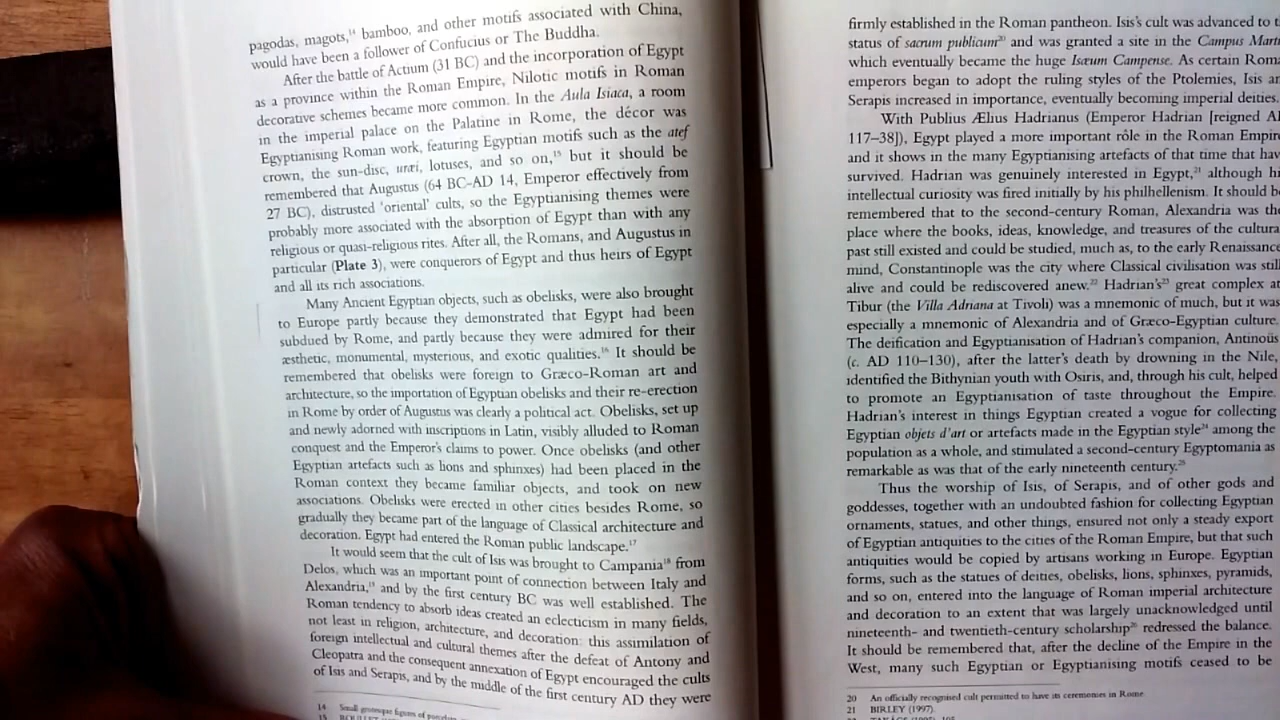 pagodas, magots,¹⁴ bamboo, and other motifs associated with China,
would have been a follower of Confucius or The Buddha.
After the battle of Actium (31 BC) and the incorporation of Egypt
as a province within the Roman Empire, Nilotic motifs in Roman
decorative schemes became more common. In the Aula Isiaca, a room
in the imperial palace on the Palatine in Rome, the décor was
Egyptianising Roman work, featuring Egyptian motifs such as the atef
crown, the sun-disc, uræi, lotuses, and so on,¹⁵ but it should be
remembered that Augustus (64 BC–AD 14, Emperor effectively from
27 BC), distrusted 'oriental' cults, so the Egyptianising themes were
probably more associated with the absorption of Egypt than with any
religious or quasi-religious rites. After all, the Romans, and Augustus in
particular (Plate 3), were conquerors of Egypt and thus heirs of Egypt
and all its rich associations.
Many Ancient Egyptian objects, such as obelisks, were also brought
to Europe partly because they demonstrated that Egypt had been
subdued by Rome, and partly because they were admired for their
æsthetic, monumental, mysterious, and exotic qualities.¹⁶ It should be
remembered that obelisks were foreign to Græco-Roman art and
architecture, so the importation of Egyptian obelisks and their re-erection
in Rome by order of Augustus was clearly a political act. Obelisks, set up
and newly adorned with inscriptions in Latin, visibly alluded to Roman
conquest and the Emperor's claims to power. Once obelisks (and other
Egyptian artefacts such as lions and sphinxes) had been placed in the
Roman context they became familiar objects, and took on new
associations. Obelisks were erected in other cities besides Rome, so
gradually they became part of the language of Classical architecture and
decoration. Egypt had entered the Roman public landscape.¹⁷
It would seem that the cult of Isis was brought to Campania¹⁸ from
Delos, which was an important point of connection between Italy and
Alexandria,¹⁹ and by the first century BC was well established. The
Roman tendency to absorb ideas created an eclecticism in many fields,
not least in religion, architecture, and decoration: this assimilation of
foreign intellectual and cultural themes after the defeat of Antony and
Cleopatra and the consequent annexation of Egypt encouraged the cults
of Isis and Serapis, and by the middle of the first century AD they were
14 Small grotesque figures of
15
firmly established in the Roman pantheon. Isis's cult was advanced to
status of sacrum publicum²⁰ and was granted a site in the Campus
which eventually became the huge Isæum Campense. As certain
emperors began to adopt the ruling styles of the Ptolemies, Isis
Serapis increased in importance, eventually becoming imperial deities.
With Publius Ælius Hadrianus (Emperor Hadrian [reigned
117–38]), Egypt played a more important rôle in the Roman
and it shows in the many Egyptianising artefacts of that time that
survived. Hadrian was genuinely interested in Egypt,²¹ although
intellectual curiosity was fired initially by his philhellenism. It should
remembered that to the second-century Roman, Alexandria was
place where the books, ideas, knowledge, and treasures of the
past still existed and could be studied, much as, to the early Renaissance
mind, Constantinople was the city where Classical civilisation was
alive and could be rediscovered anew.²² Hadrian's²³ great complex at
Tibur (the Villa Adriana at Tivoli) was a mnemonic of much, but it was
especially a mnemonic of Alexandria and of Græco-Egyptian culture.
The deification and Egyptianisation of Hadrian's companion, Antinoüs
(c. AD 110–130), after the latter's death by drowning in the Nile,
identified the Bithynian youth with Osiris, and, through his cult, helped
to promote an Egyptianisation of taste throughout the Empire.
Hadrian's interest in things Egyptian created a vogue for collecting
Egyptian objets d'art or artefacts made in the Egyptian style²⁴ among the
population as a whole, and stimulated a second-century Egyptomania as
remarkable as was that of the early nineteenth century.²⁵
Thus the worship of Isis, of Serapis, and of other gods and
goddesses, together with an undoubted fashion for collecting Egyptian
ornaments, statues, and other things, ensured not only a steady export
of Egyptian antiquities to the cities of the Roman Empire, but that such
antiquities would be copied by artisans working in Europe. Egyptian
forms, such as the statues of deities, obelisks, lions, sphinxes, pyramids,
and so on, entered into the language of Roman imperial architecture
and decoration to an extent that was largely unacknowledged until
nineteenth- and twentieth-century scholarship²⁶ redressed the balance.
It should be remembered that, after the decline of the Empire in the
West, many such Egyptian or Egyptianising motifs ceased to be
20 An officially recognised cult permitted to have its ceremonies in Rome.
21 BIRLEY (1997).